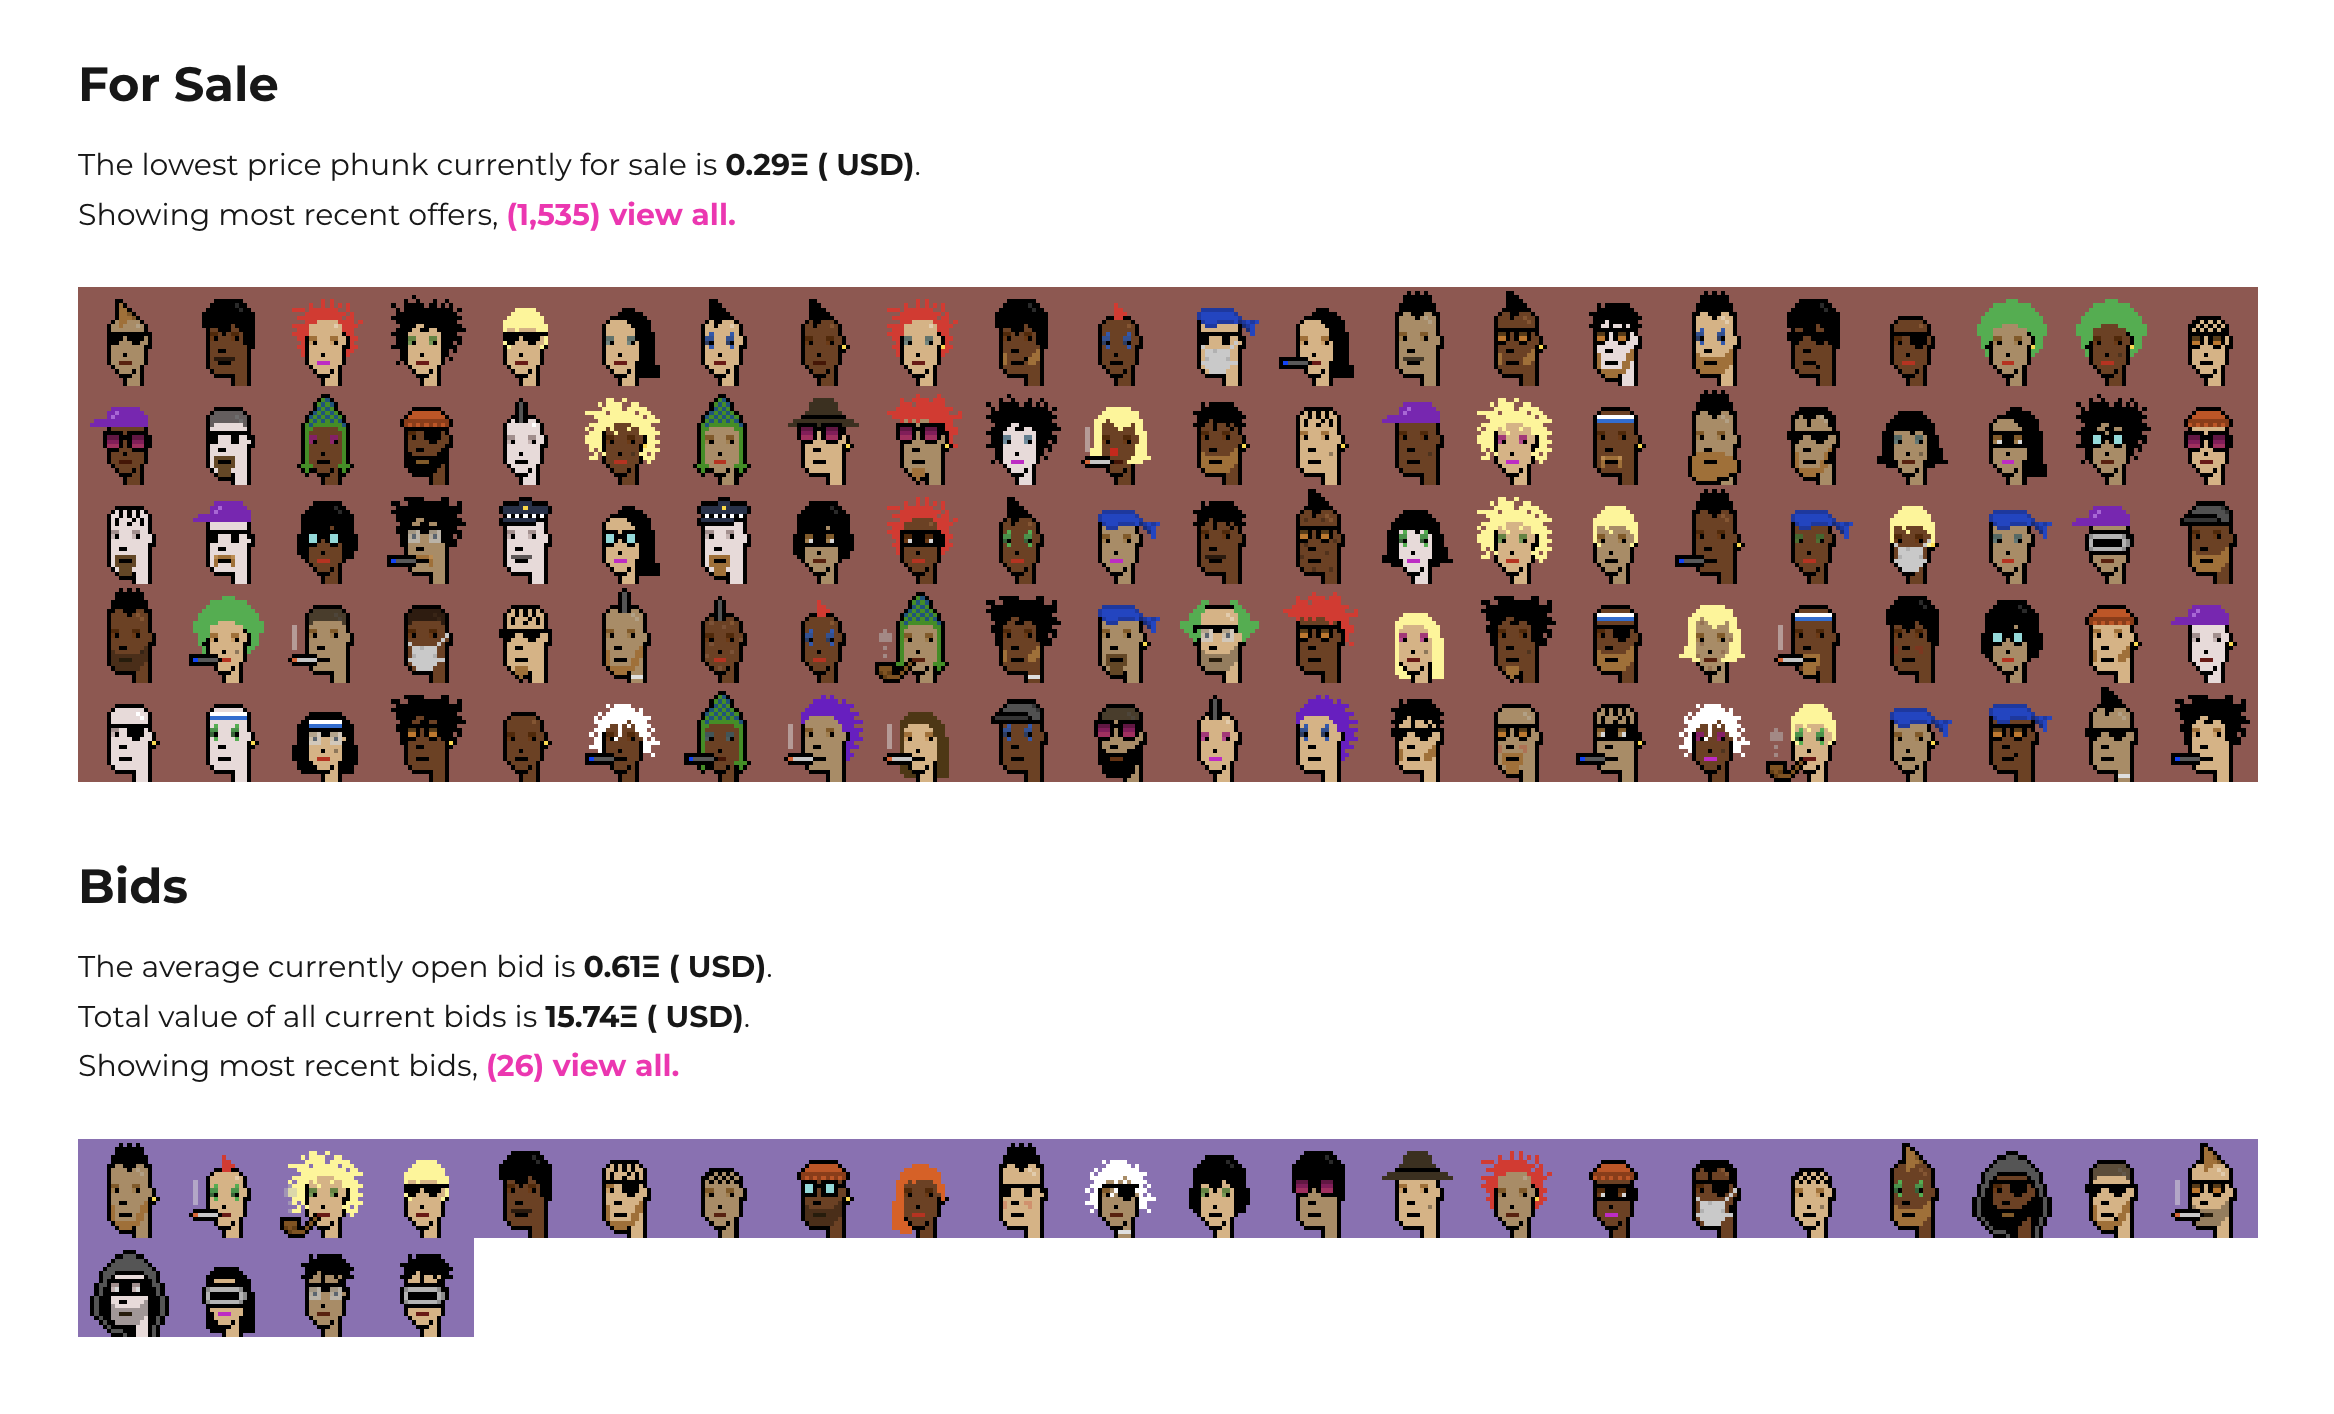 For Sale
The lowest price phunk currently for sale is 0.29Ξ ( USD).
Showing most recent offers, (1,535) view all.
Bids
The average currently open bid is 0.61Ξ ( USD).
Total value of all current bids is 15.74Ξ ( USD).
Showing most recent bids, (26) view all.